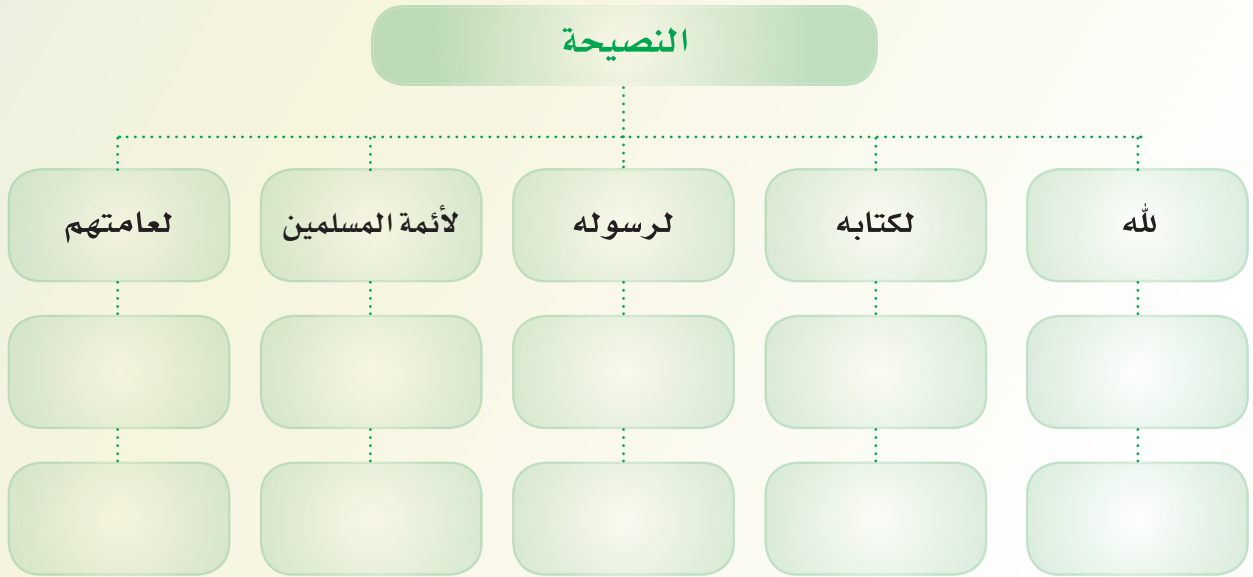 النصيحة
لله
لكتابه
لرسوله
لأئمة المسلمين
لعامتهم